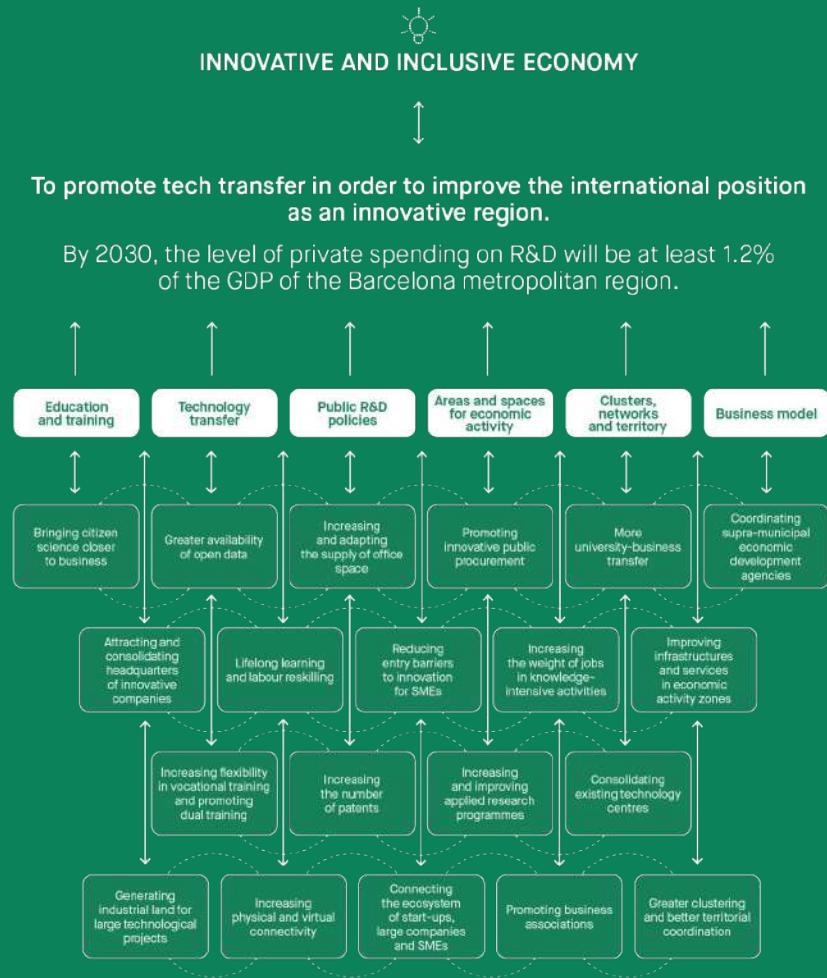 INNOVATIVE AND INCLUSIVE ECONOMY
To promote tech transfer in order to improve the international position
as an innovative region.
By 2030, the level of private spending on R&D will be at least 1.2%
of the GDP of the Barcelona metropolitan region.
Education
and training
Technology
transfer
Public R&D
policies
Areas and spaces
for economic
activity
Clusters,
networks
and territory
Business model
Bringing citizen
science closer
to business
Greater availability
of open data
Increasing
and adapting
the supply of office
space
Promoting
innovative public
procurement
More
university-business
transfer
Coordinating
supra-municipal
economic
development
agencies
Attracting and
consolidating
headquarters
of innovative
companies
Lifelong learning
and labour reskilling
Reducing
entry barriers
to innovation
for SMEs
Increasing
the weight of jobs
in knowledge-
intensive activities
Improving
infrastructures
and services
in economic
activity zones
Increasing flexibility
in vocational training
and promoting
dual training
Increasing
the number
of patents
Increasing
and improving
applied research
programmes
Consolidating
existing technology
centres
Generating
industrial land for
large technological
projects
Increasing
physical and virtual
connectivity
Connecting
the ecosystem
of start-ups,
large companies
and SMEs
Promoting business
associations
Greater clustering
and better territorial
coordination